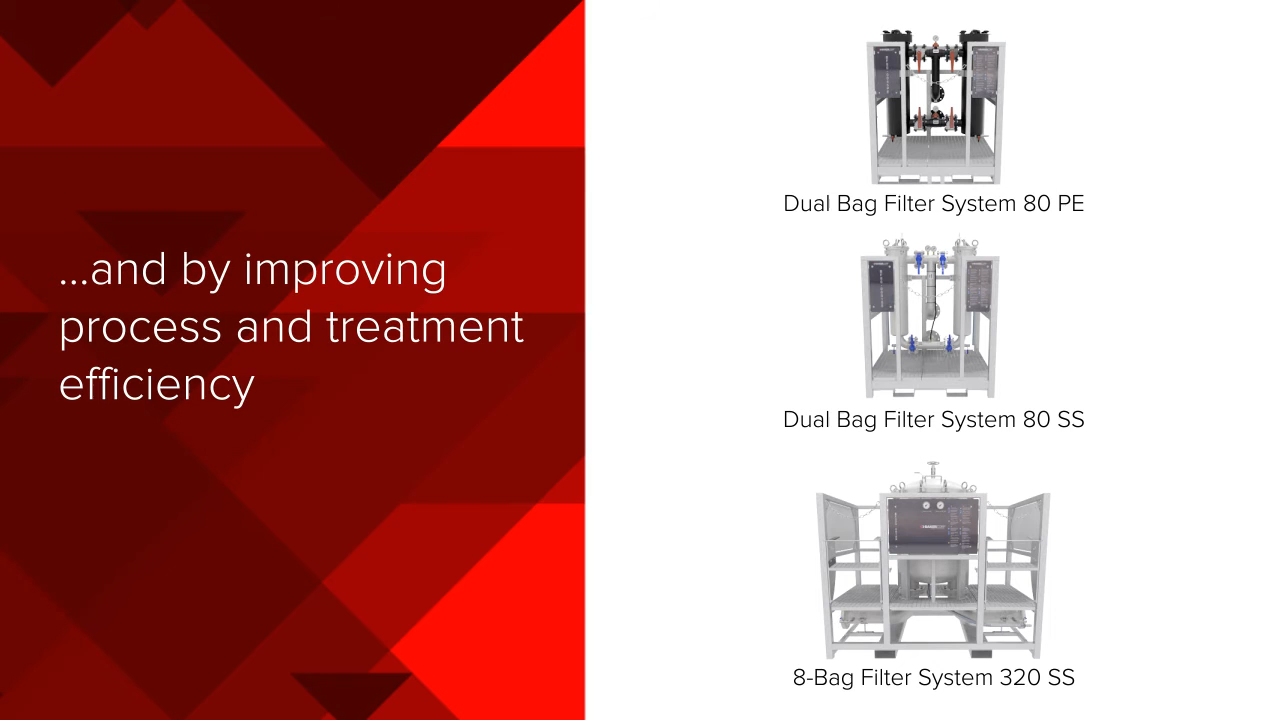 ...and by improving
process and treatment
efficiency
Dual Bag Filter System 80 PE
Dual Bag Filter System 80 SS
8-Bag Filter System 320 SS